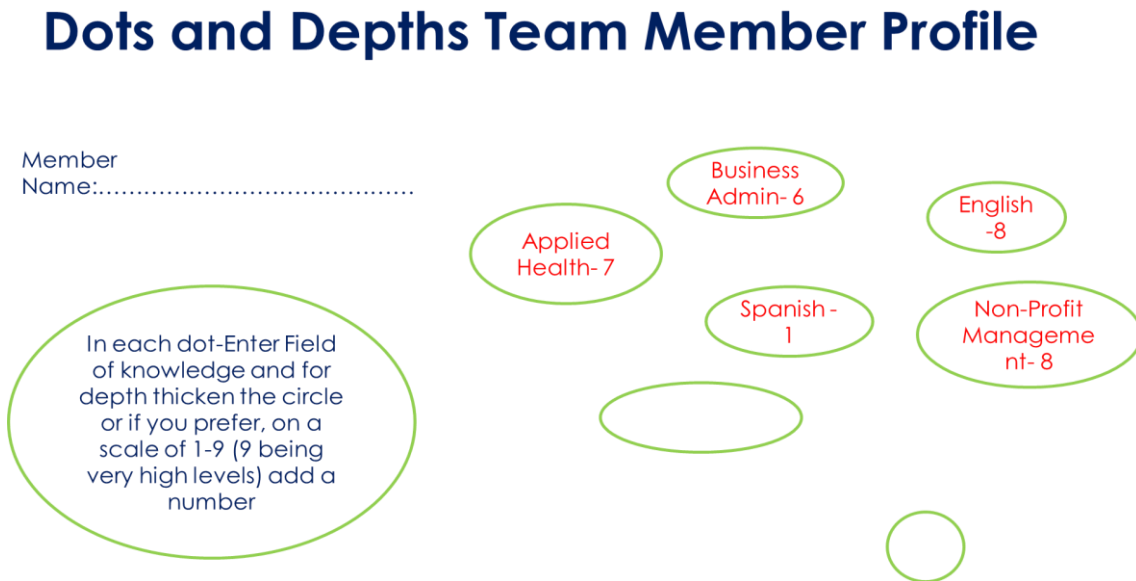 Dots and Depths Team Member Profile
Member
Name:..........................................
Business
Admin- 6
English
-8
Applied
Health- 7
Spanish -
1
Non-Profit
Manageme
nt- 8
In each dot-Enter Field
of knowledge and for
depth thicken the circle
or if you prefer, on a
scale of 1-9 (9 being
very high levels) add a
number